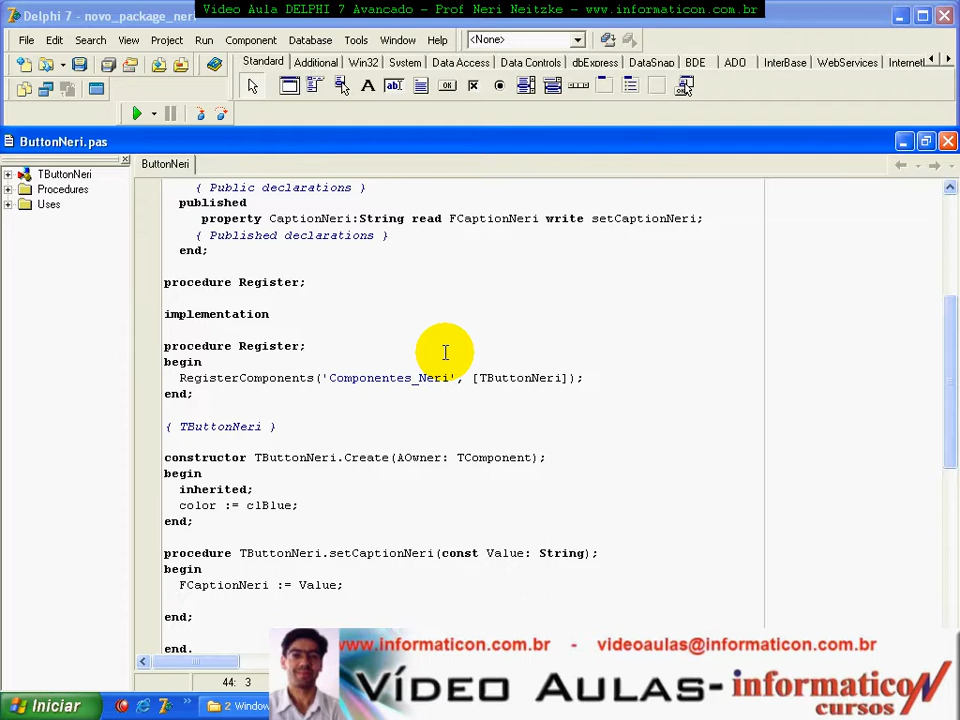 Video Aula DELPHI 7 Avancado - Prof Neri Neitzke - www.informaticon.com.br
Delphi 7 - novo_package_ner
File Edit Search View Project Run Component Database Tools Window Help <None>
Standard Additional Win32 System Data Access Data Controls dbExpress DataSnap BDE ADO InterBase WebServices Internet
ButtonNeri.pas
TButtonNeri
Procedures
Uses
ButtonNeri
{ Public declarations }
published
property CaptionNeri:String read FCaptionNeri write setCaptionNeri;
{ Published declarations }
end;
procedure Register;
implementation
procedure Register;
begin
RegisterComponents('Componentes_Neri', [TButtonNeri]);
end;
{ TButtonNeri }
constructor TButtonNeri.Create(AOwner: TComponent);
begin
inherited;
color := clBlue;
end;
procedure TButtonNeri.setCaptionNeri(const Value: String);
begin
FCaptionNeri := Value;
end;
end.
44: 3
www.informaticon.com.br - videoaulas@informaticon.com.br
VÍDEO AULAS- informaticon
cursos
Iniciar
2 Window